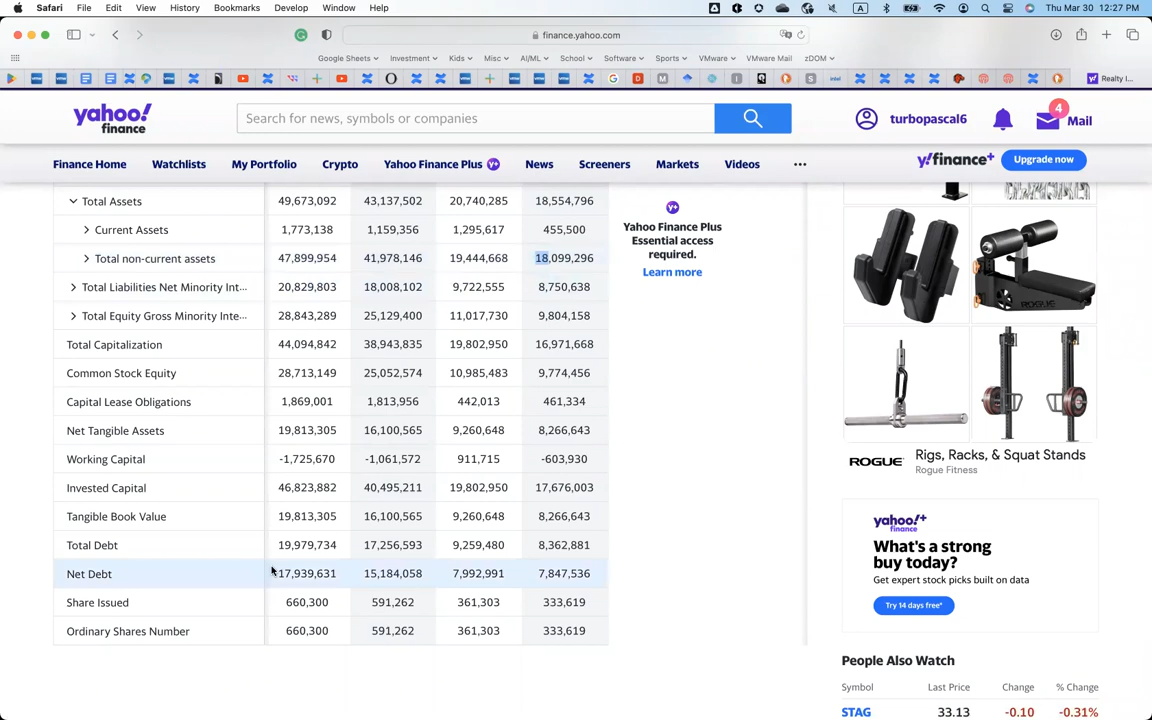 Safari File Edit View History Bookmarks Develop Window Help
A
Thu Mar 30 12:27 PM
finance.yahoo.com
Google Sheets Investment Kids Misc AI/ML School Software Sports VMware VMware Mail zDOM
Realty I...
yahoo!
finance
Search for news, symbols or companies
turbopascal6
4
Mail
Finance Home Watchlists My Portfolio Crypto Yahoo Finance Plus News Screeners Markets Videos ...
y!finance+
Upgrade now
Total Assets 49,673,092 43,137,502 20,740,285 18,554,796
Current Assets 1,773,138 1,159,356 1,295,617 455,500
Total non-current assets 47,899,954 41,978,146 19,444,668 18,099,296
Total Liabilities Net Minority Int... 20,829,803 18,008,102 9,722,555 8,750,638
Total Equity Gross Minority Inte... 28,843,289 25,129,400 11,017,730 9,804,158
Total Capitalization 44,094,842 38,943,835 19,802,950 16,971,668
Common Stock Equity 28,713,149 25,052,574 10,985,483 9,774,456
Capital Lease Obligations 1,869,001 1,813,956 442,013 461,334
Net Tangible Assets 19,813,305 16,100,565 9,260,648 8,266,643
Working Capital -1,725,670 -1,061,572 911,715 -603,930
Invested Capital 46,823,882 40,495,211 19,802,950 17,676,003
Tangible Book Value 19,813,305 16,100,565 9,260,648 8,266,643
Total Debt 19,979,734 17,256,593 9,259,480 8,362,881
Net Debt 17,939,631 15,184,058 7,992,991 7,847,536
Share Issued 660,300 591,262 361,303 333,619
Ordinary Shares Number 660,300 591,262 361,303 333,619
Yahoo Finance Plus
Essential access
required.
Learn more
ROGUE
Rigs, Racks, & Squat Stands
Rogue Fitness
yahoo!+
finance
What's a strong
buy today?
Get expert stock picks built on data
Try 14 days free*
People Also Watch
Symbol Last Price Change % Change
STAG 33.13 -0.10 -0.31%